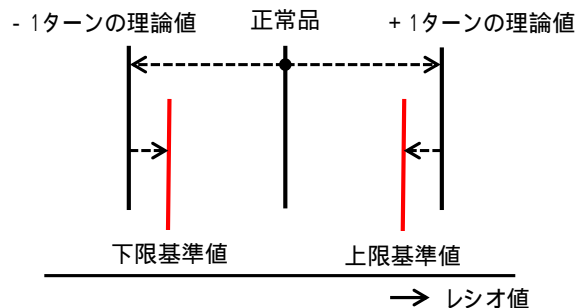 - 1ターンの理論値
正常品
+ 1ターンの理論値
下限基準値
上限基準値
レシオ値